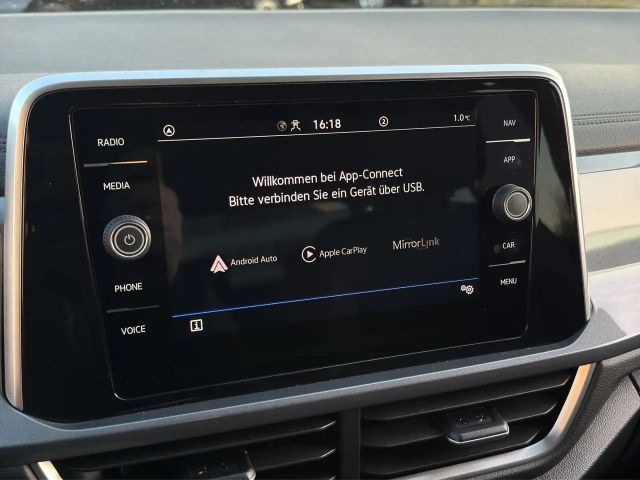 RADIO
MEDIA
PHONE
VOICE
16:18
2
1.0°C
Willkommen bei App-Connect
Bitte verbinden Sie ein Gerät über USB.
Android Auto
Apple CarPlay
MirrorLink
i
NAV
APP
CAR
MENU